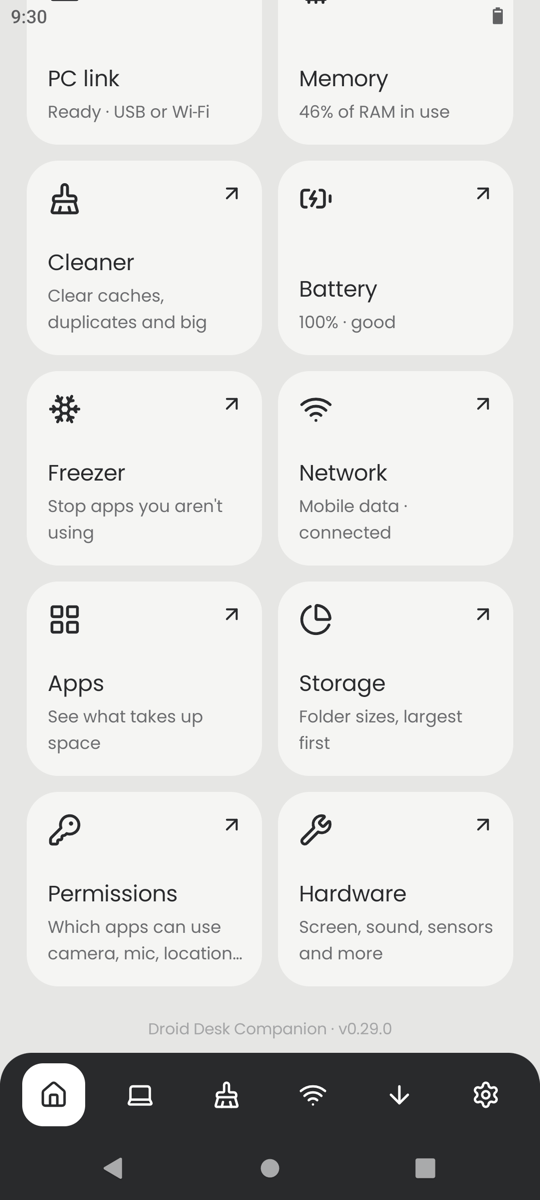 9:30
PC link
Ready · USB or Wi-Fi
Memory
46% of RAM in use
Cleaner
Clear caches,
duplicates and big
Battery
100% · good
Freezer
Stop apps you aren't
using
Network
Mobile data ·
connected
Apps
See what takes up
space
Storage
Folder sizes, largest
first
Permissions
Which apps can use
camera, mic, location…
Hardware
Screen, sound, sensors
and more
Droid Desk Companion · v0.29.0